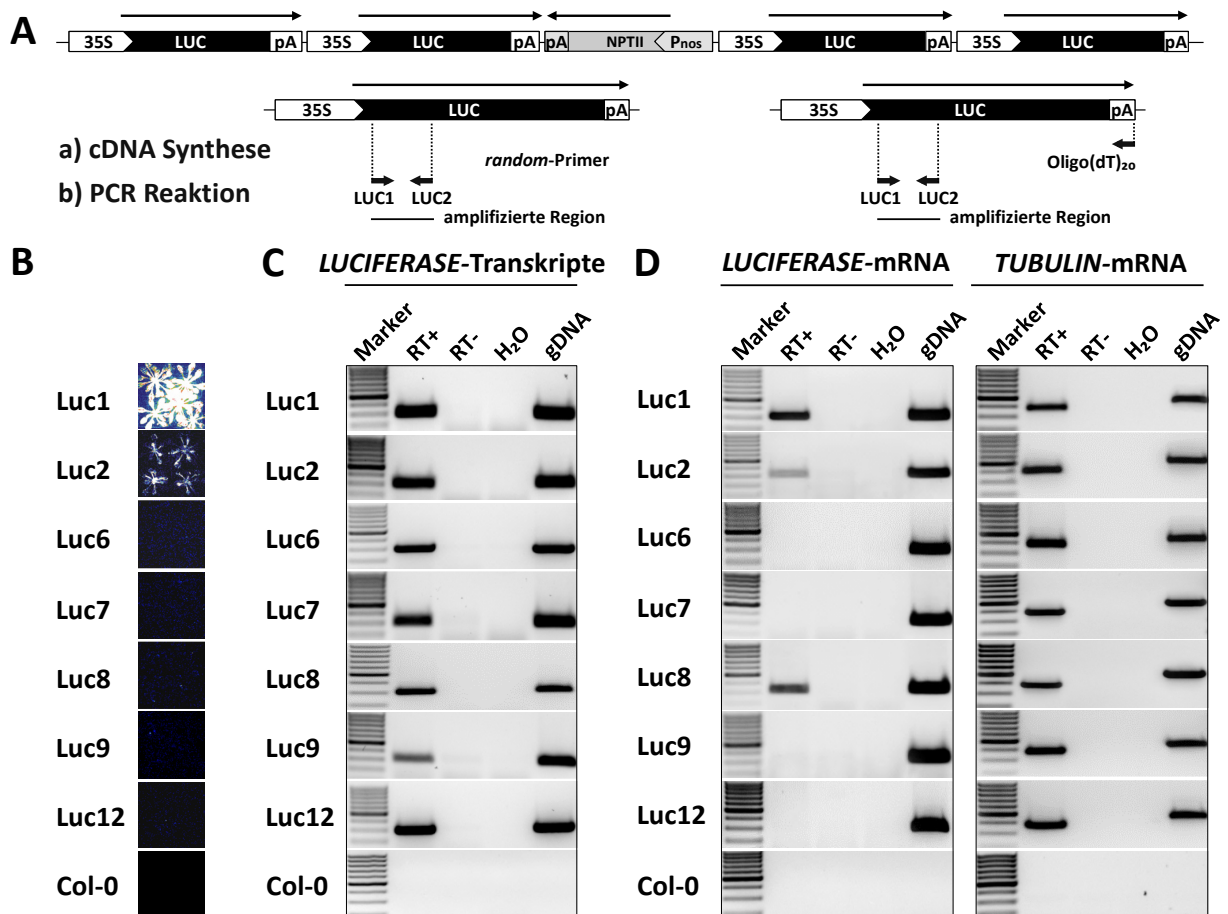 A
35S LUC pA 35S LUC pA pA NPTII Pnos 35S LUC pA 35S LUC pA
35S LUC pA 35S LUC pA
a) cDNA Synthese
random-Primer
Oligo(dT)₂₀
b) PCR Reaktion
LUC1 LUC2 LUC1 LUC2
amplifizierte Region amplifizierte Region
B
C
LUCIFERASE-Transkripte
D
LUCIFERASE-mRNA
TUBULIN-mRNA
Marker RT+ RT- H₂O gDNA
Marker RT+ RT- H₂O gDNA
Marker RT+ RT- H₂O gDNA
Luc1 Luc1 Luc1
Luc2 Luc2 Luc2
Luc6 Luc6 Luc6
Luc7 Luc7 Luc7
Luc8 Luc8 Luc8
Luc9 Luc9 Luc9
Luc12 Luc12 Luc12
Col-0 Col-0 Col-0